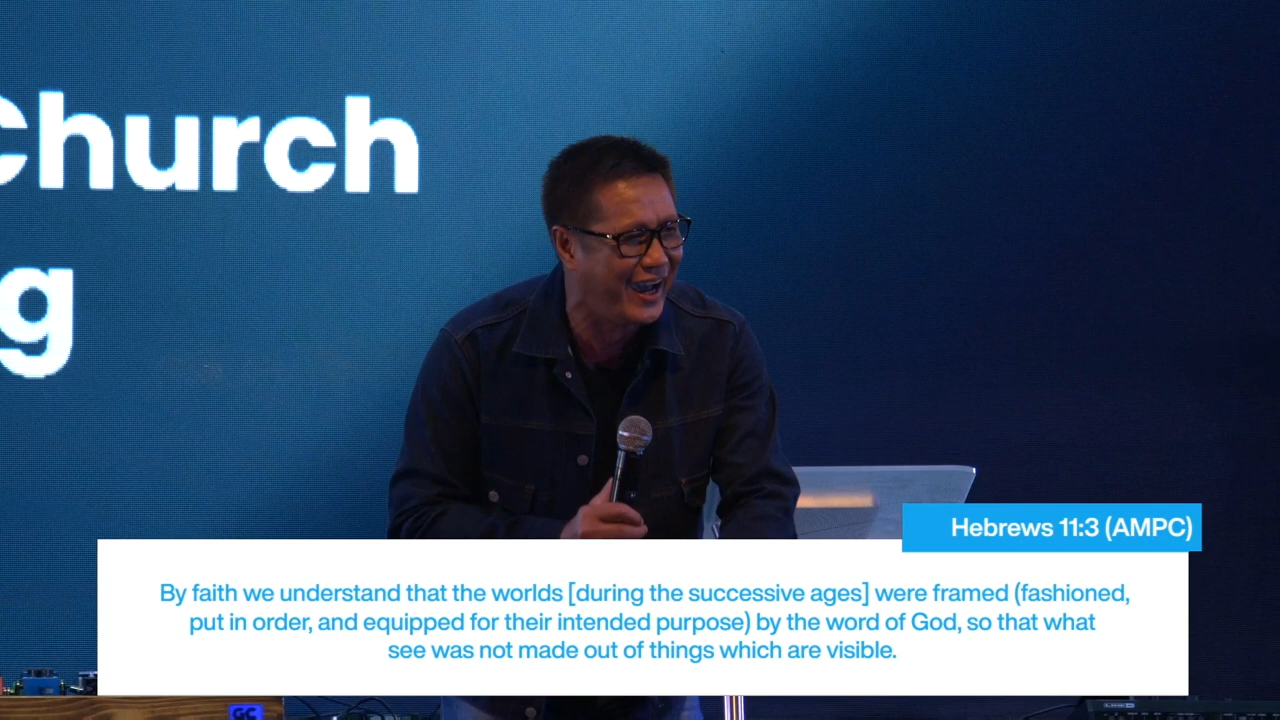 Church
g
Hebrews 11:3 (AMPC)
By faith we understand that the worlds [during the successive ages] were framed (fashioned,
put in order, and equipped for their intended purpose) by the word of God, so that what
see was not made out of things which are visible.
GC